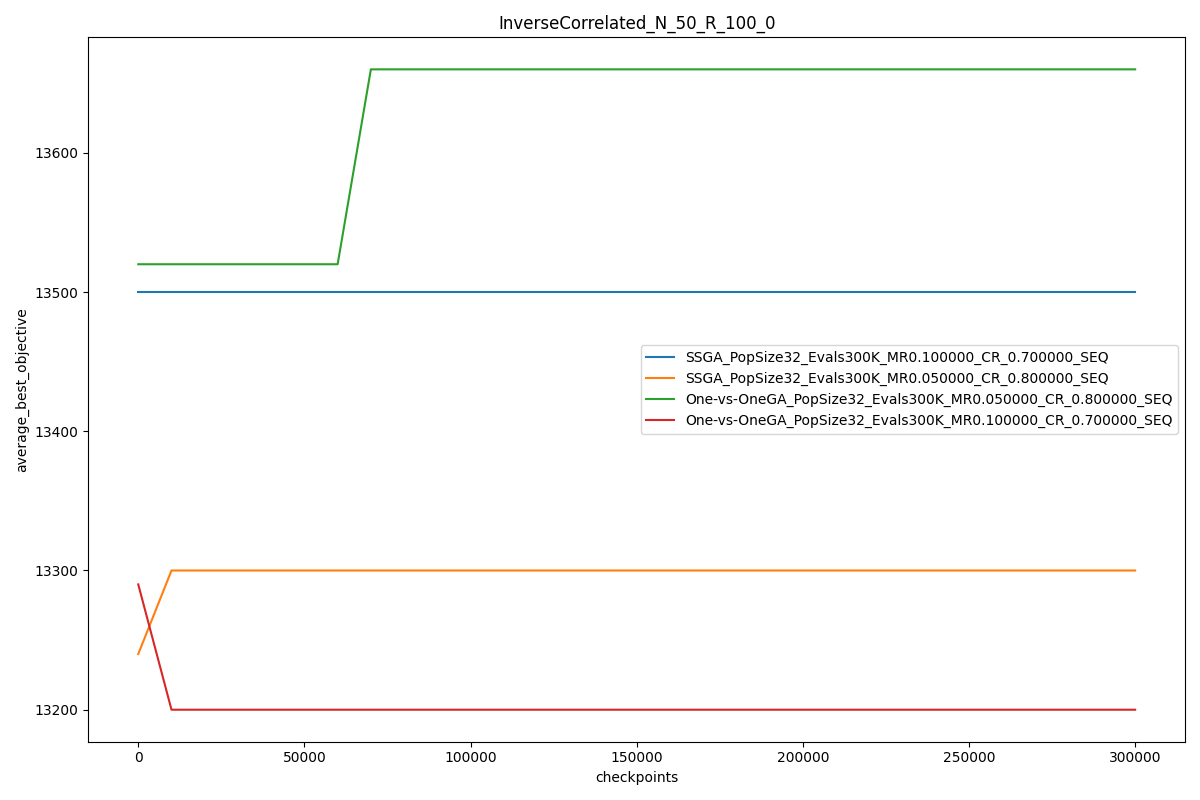 InverseCorrelated_N_50_R_100_0
13600
13500
13400
13300
13200
average_best_objective
SSGA_PopSize32_Evals300K_MR0.100000_CR_0.700000_SEQ
SSGA_PopSize32_Evals300K_MR0.050000_CR_0.800000_SEQ
One-vs-OneGA_PopSize32_Evals300K_MR0.050000_CR_0.800000_SEQ
One-vs-OneGA_PopSize32_Evals300K_MR0.100000_CR_0.700000_SEQ
0 50000 100000 150000 200000 250000 300000
checkpoints